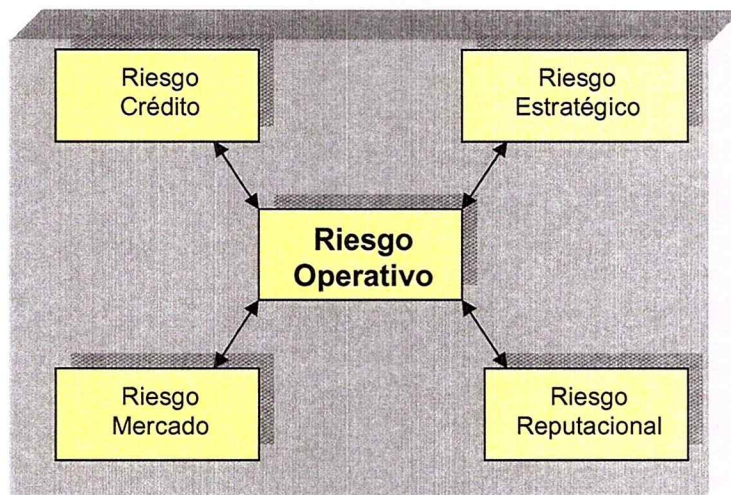 Riesgo
Crédito
Riesgo
Estratégico
Riesgo
Operativo
Riesgo
Mercado
Riesgo
Reputacional